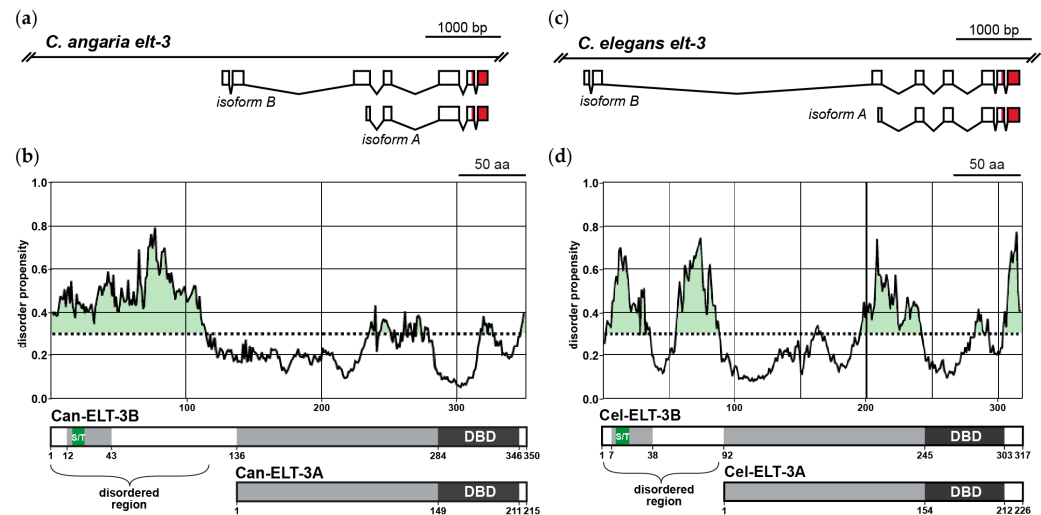 (a)
1000 bp
C. angaria elt-3
isoform B
isoform A
(b)
50 aa
disorder propensity
1.0
0.8
0.6
0.4
0.2
0.0
100 200 300
Can-ELT-3B
S/T DBD
1 12 43 136 284 346 350
disordered
region
Can-ELT-3A
DBD
1 149 211 215
(c)
1000 bp
C. elegans elt-3
isoform B
isoform A
(d)
50 aa
disorder propensity
1.0
0.8
0.6
0.4
0.2
0.0
100 200 300
Cel-ELT-3B
S/T DBD
1 7 38 92 245 303 317
disordered
region
Cel-ELT-3A
DBD
1 154 212 226